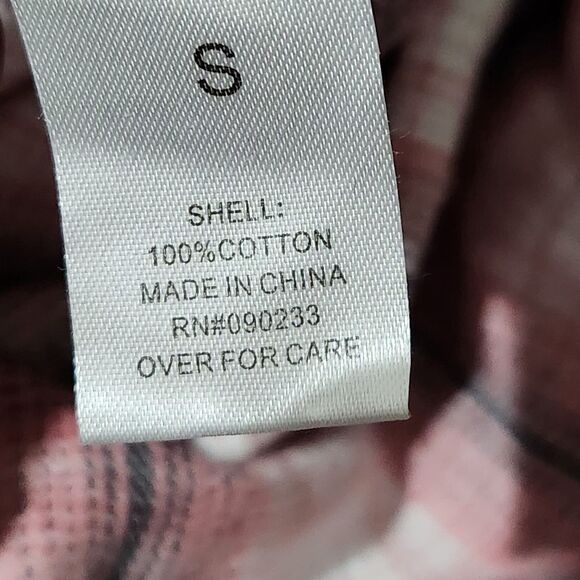 S
SHELL:
100%COTTON
MADE IN CHINA
RN#090233
OVER FOR CARE